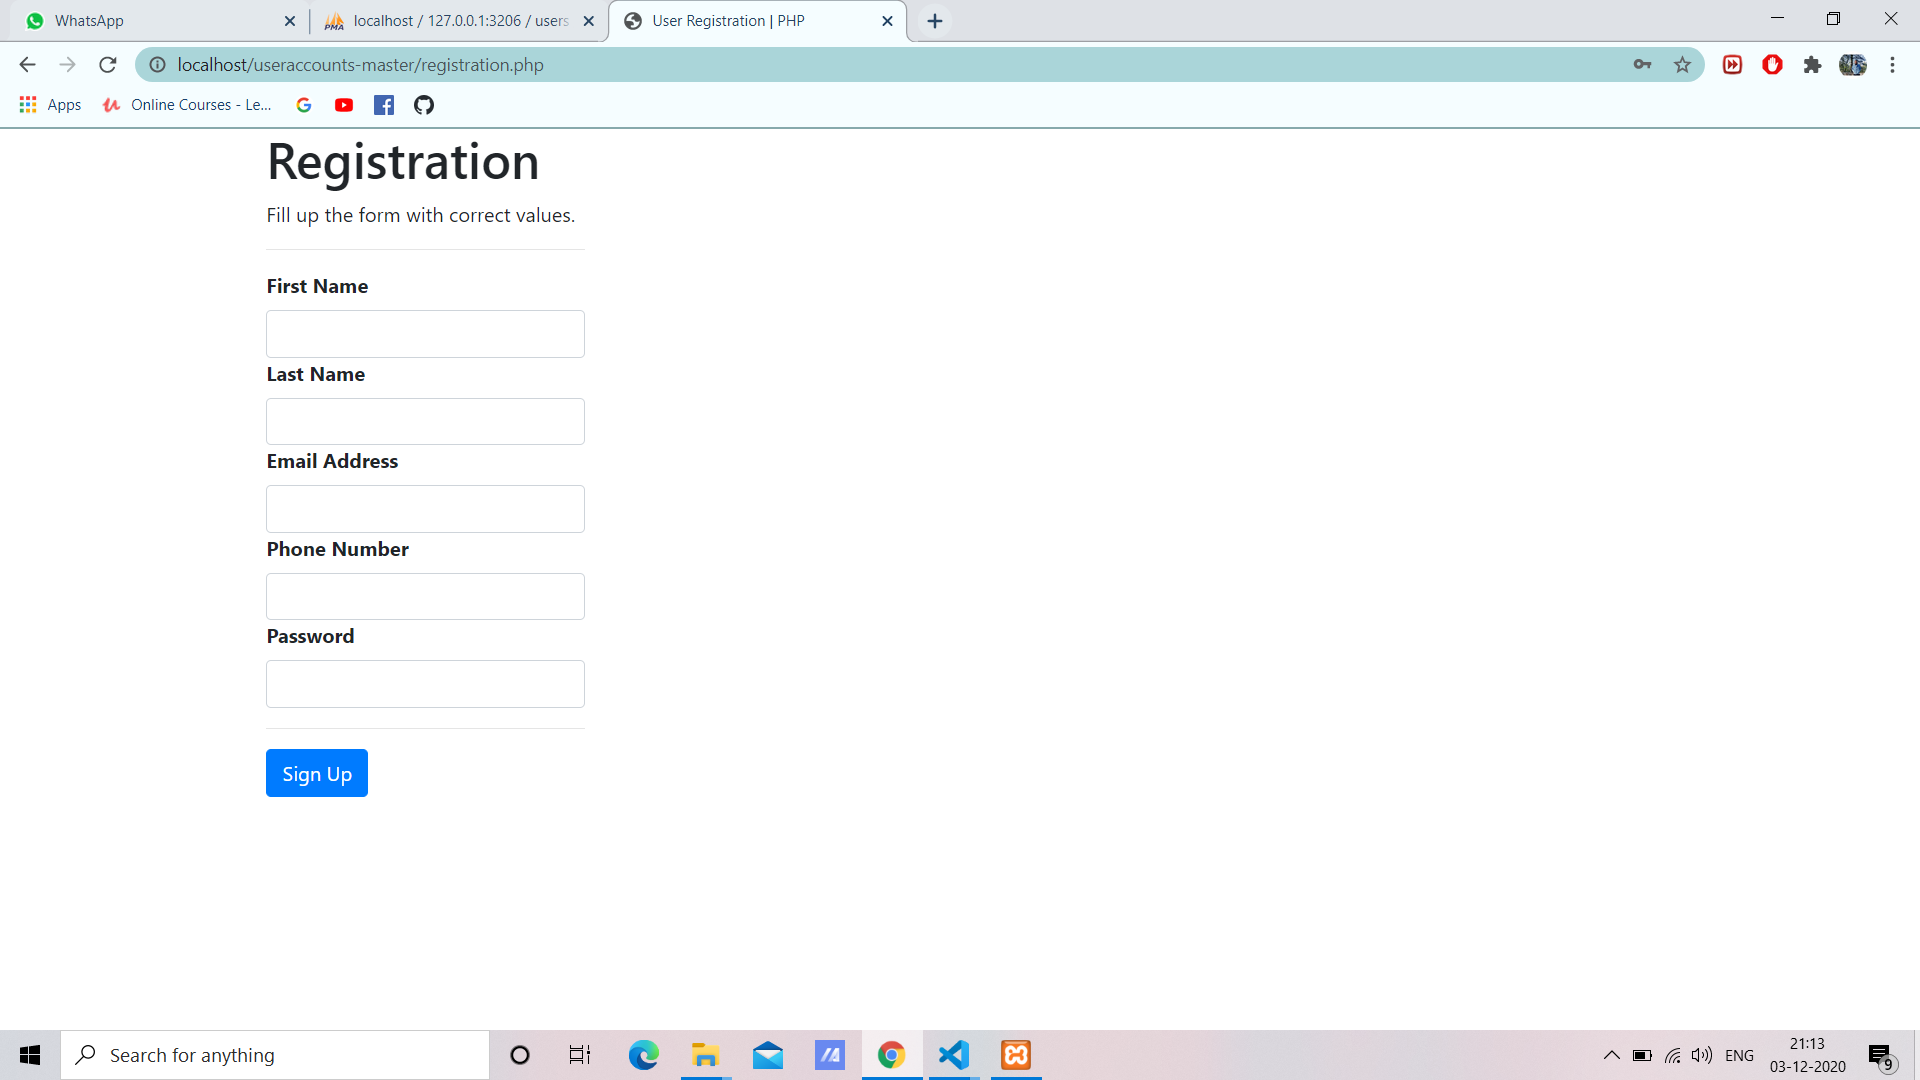 WhatsApp
localhost / 127.0.0.1:3206 / users
User Registration | PHP
localhost/useraccounts-master/registration.php
Apps
Online Courses - Le...
Registration
Fill up the form with correct values.
First Name
Last Name
Email Address
Phone Number
Password
Sign Up
Search for anything
ENG
21:13
03-12-2020
9
PMA